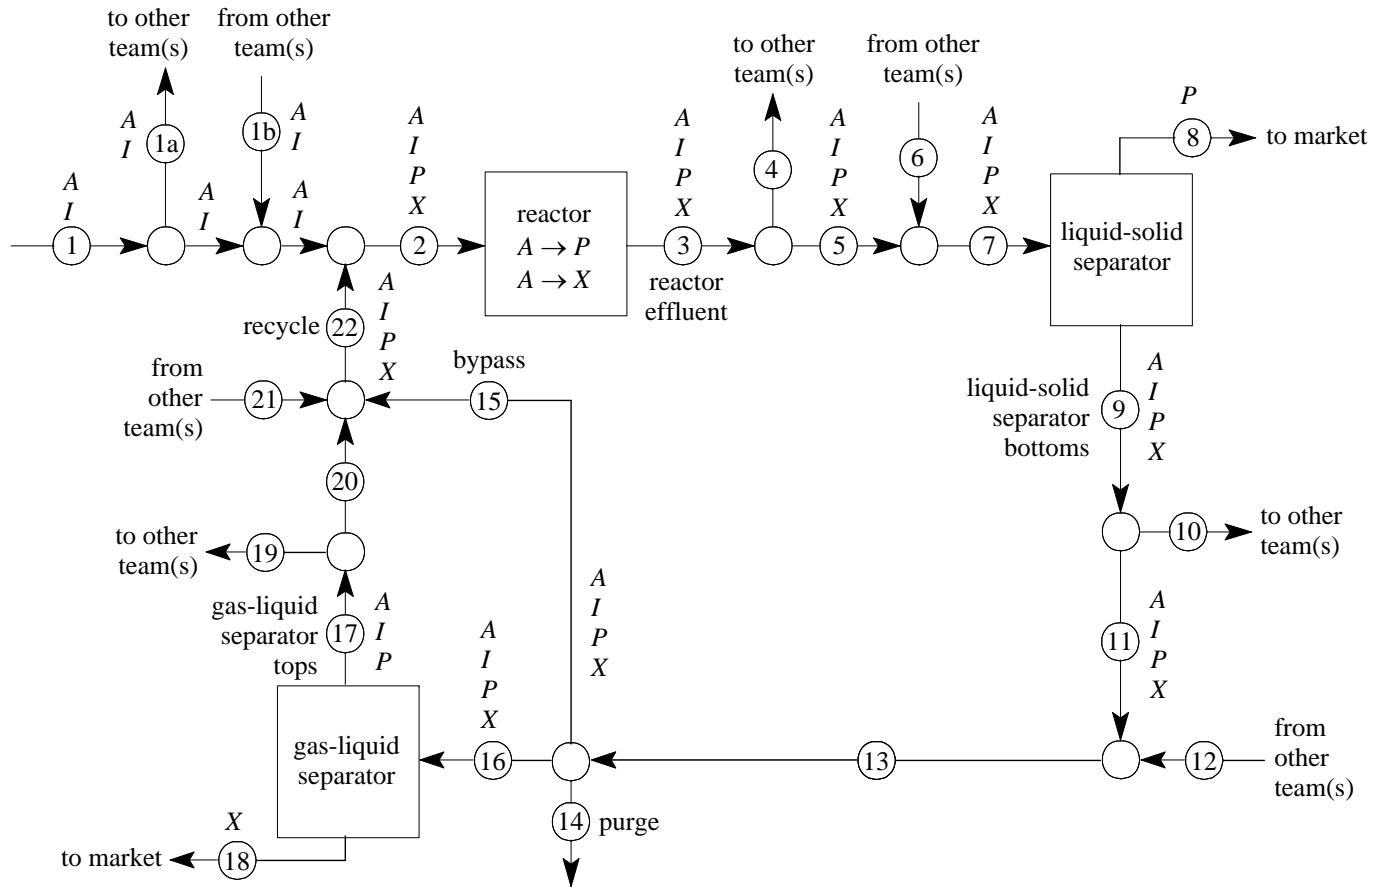 to other
team(s)
from other
team(s)
A
I
1a
1b
A
I
A
I
1
A
I
A
I
A
I
P
X
2
reactor
A → P
A → X
A
I
P
X
3
reactor
effluent
to other
team(s)
4
A
I
P
X
5
from other
team(s)
6
A
I
P
X
7
liquid-solid
separator
P
8
to market
recycle
22
A
I
P
X
from
other
team(s)
21
bypass
15
liquid-solid
separator
bottoms
9
A
I
P
X
20
to other
team(s)
19
10
to other
team(s)
gas-liquid
separator
tops
17
A
I
P
A
I
P
X
A
I
P
X
11
A
I
P
X
gas-liquid
separator
16
13
12
from
other
team(s)
14
purge
X
to market
18